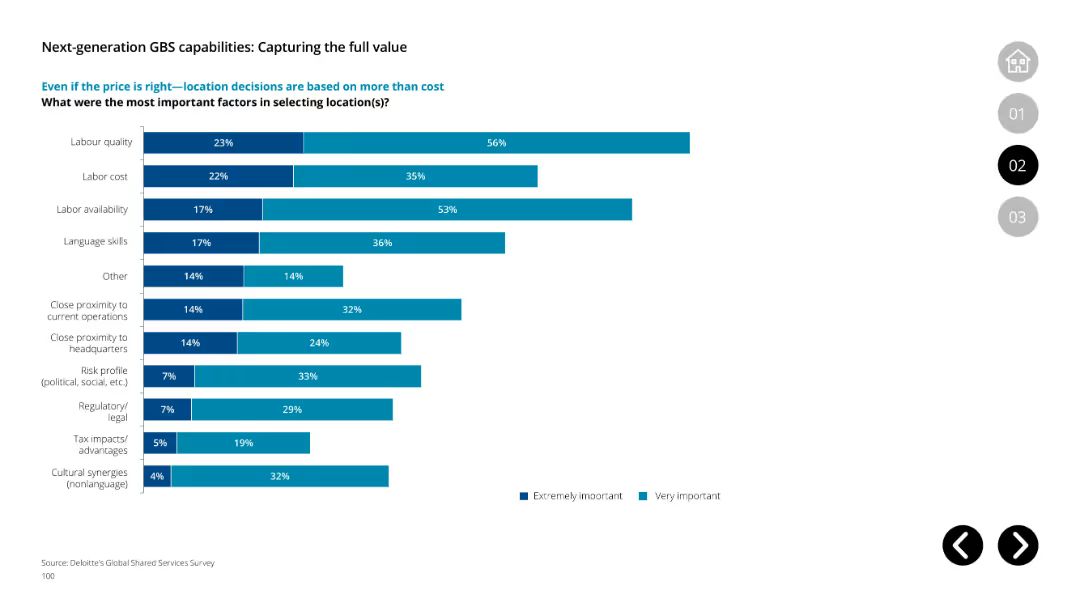 Next-generation GBS capabilities: Capturing the full value
Even if the price is right—location decisions are based on more than cost
What were the most important factors in selecting location(s)?
01
02
03
Labour quality
23%
56%
Labor cost
22%
35%
Labor availability
17%
53%
Language skills
17%
36%
Other
14%
14%
Close proximity to
current operations
14%
32%
Close proximity to
headquarters
14%
24%
Risk profile
(political, social, etc.)
7%
33%
Regulatory/
legal
7%
29%
Tax impacts/
advantages
5%
19%
Cultural synergies
(nonlanguage)
4%
32%
Extremely important
Very important
Source: Deloitte's Global Shared Services Survey
100